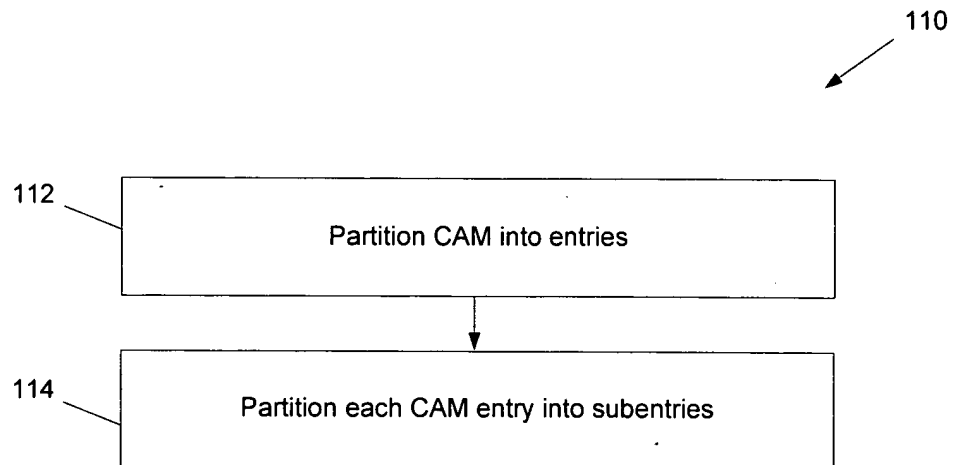 110
112
Partition CAM into entries
114
Partition each CAM entry into subentries